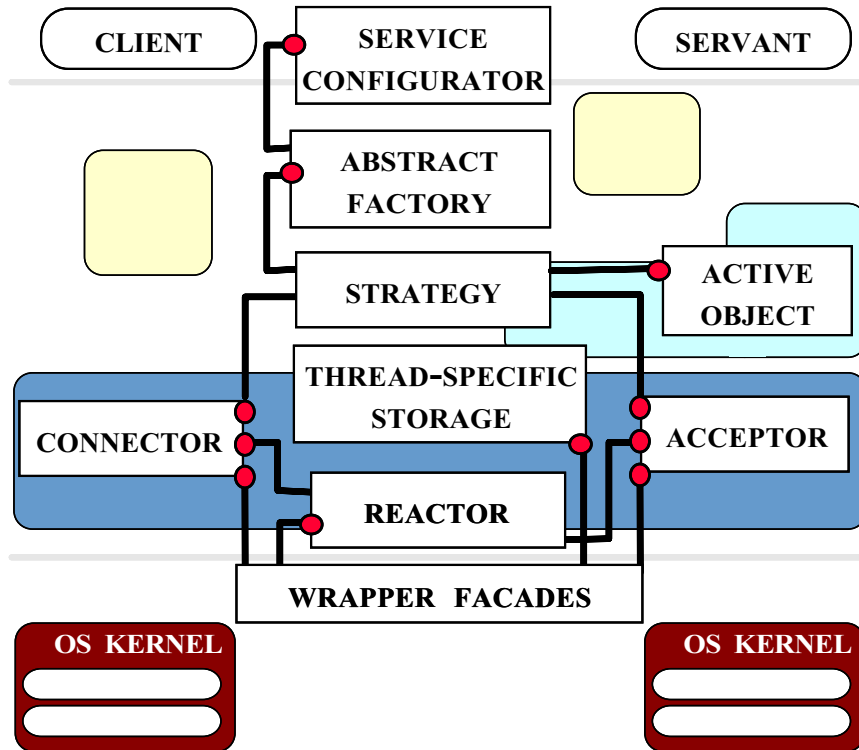 CLIENT
SERVICE
CONFIGURATOR
SERVANT
ABSTRACT
FACTORY
STRATEGY
ACTIVE
OBJECT
THREAD-SPECIFIC
STORAGE
CONNECTOR
ACCEPTOR
REACTOR
WRAPPER FACADES
OS KERNEL
OS KERNEL